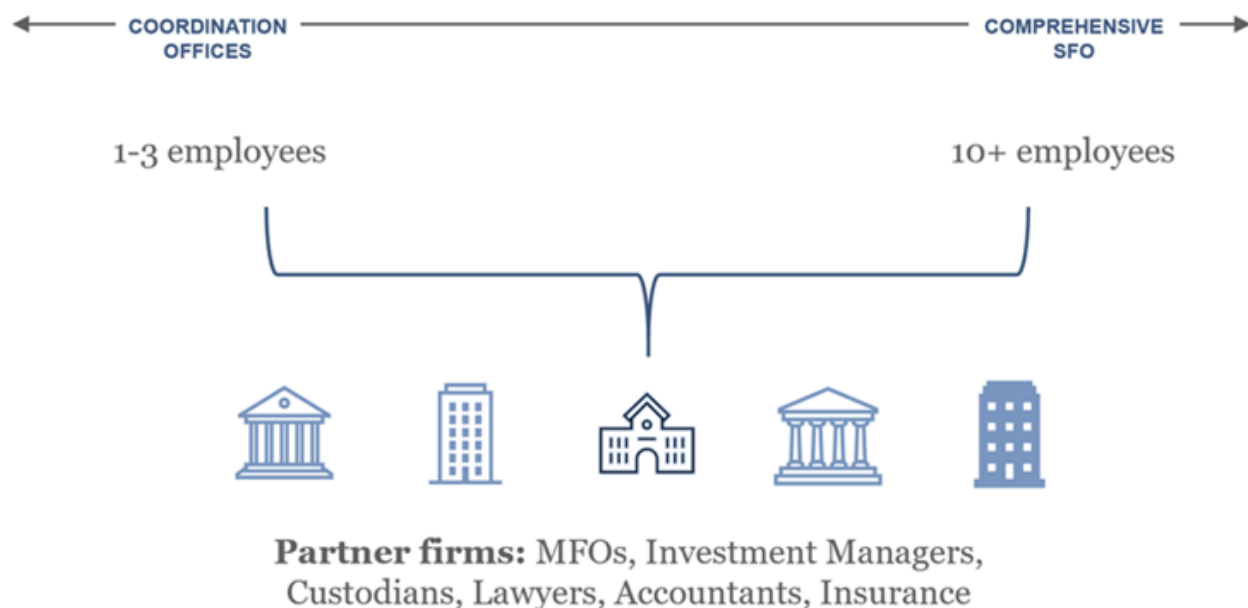 COORDINATION
OFFICES
COMPREHENSIVE
SFO
1-3 employees
10+ employees
Partner firms: MFOs, Investment Managers,
Custodians, Lawyers, Accountants, Insurance